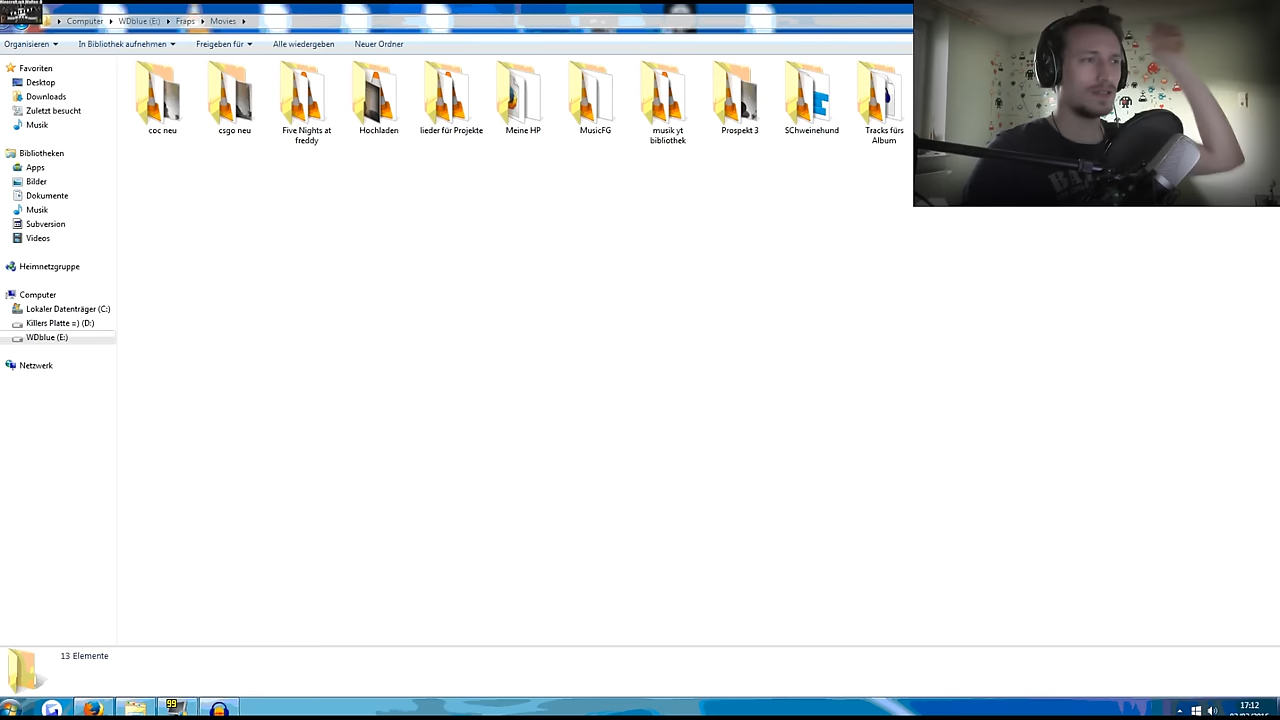 Computer WDblue (E:) Fraps Movies
Organisieren In Bibliothek aufnehmen Freigeben für Alle wiedergeben Neuer Ordner
Favoriten
Desktop
Downloads
Zuletzt besucht
Musik
Bibliotheken
Apps
Bilder
Dokumente
Musik
Subversion
Videos
Heimnetzgruppe
Computer
Lokaler Datenträger (C:)
Killers Platte =) (D:)
WDblue (E:)
Netzwerk
coc neu
csgo neu
Five Nights at
freddy
Hochladen
lieder für Projekte
Meine HP
MusicFG
musik yt
bibliothek
Prospekt 3
SChweinehund
Tracks fürs
Album
13 Elemente
99
17:12